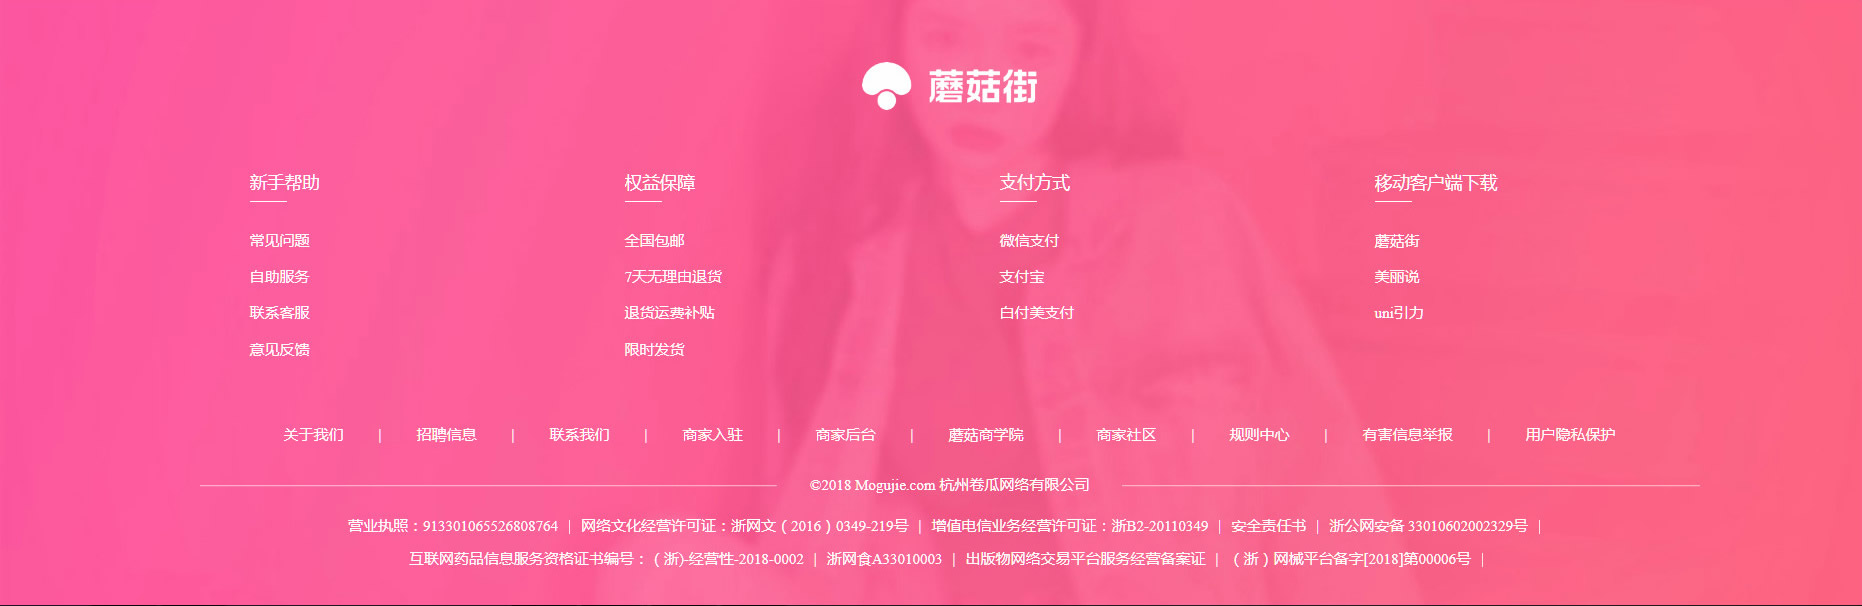 蘑菇街
新手帮助
常见问题
自助服务
联系客服
意见反馈
权益保障
全国包邮
7天无理由退货
退货运费补贴
限时发货
支付方式
微信支付
支付宝
白付美支付
移动客户端下载
蘑菇街
美丽说
uni引力
关于我们 | 招聘信息 | 联系我们 | 商家入驻 | 商家后台 | 蘑菇商学院 | 商家社区 | 规则中心 | 有害信息举报 | 用户隐私保护
©2018 Mogujie.com 杭州卷瓜网络有限公司
营业执照：913301065526808764 | 网络文化经营许可证：浙网文（2016）0349-219号 | 增值电信业务经营许可证：浙B2-20110349 | 安全责任书 | 浙公网安备 33010602002329号 |
互联网药品信息服务资格证书编号：（浙)-经营性-2018-0002 | 浙网食A33010003 | 出版物网络交易平台服务经营备案证 | （浙）网械平台备字[2018]第00006号 |